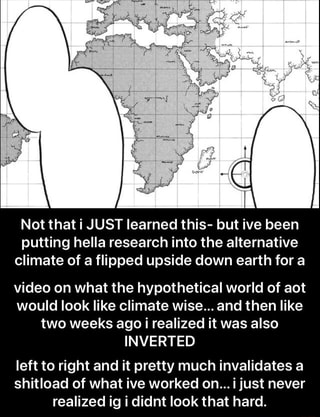 Not that i JUST learned this- but ive been
putting hella research into the alternative
climate of a flipped upside down earth for a
video on what the hypothetical world of aot
would look like climate wise... and then like
two weeks ago i realized it was also
INVERTED
left to right and it pretty much invalidates a
shitload of what ive worked on... i just never
realized ig i didnt look that hard.